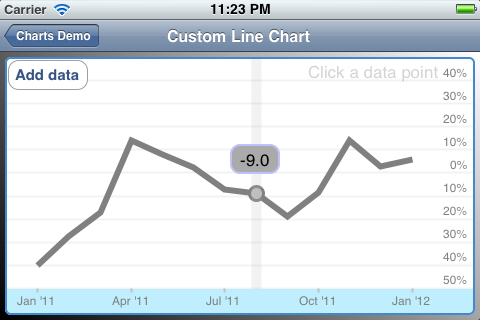 Carrier 11:23 PM
Charts Demo Custom Line Chart
Add data Click a data point
40%
30%
20%
10%
-9.0
0%
10%
20%
30%
40%
50%
Jan '11 Apr '11 Jul '11 Oct '11 Jan '12